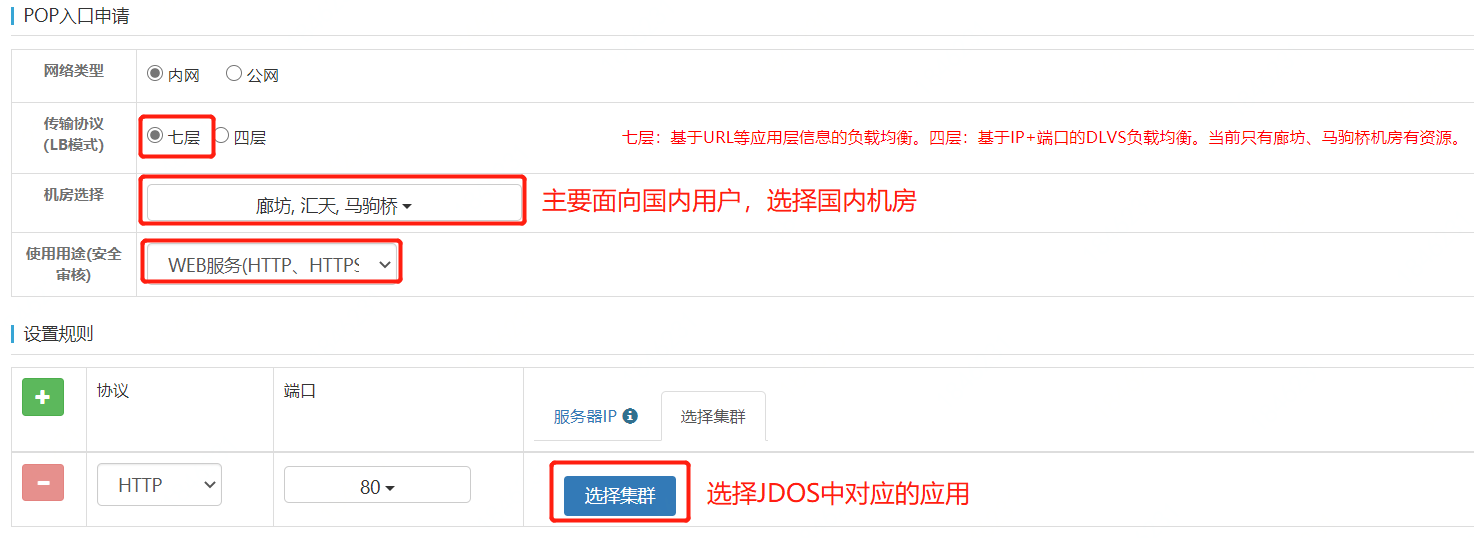 POP入口申请
网络类型
内网 公网
传输协议
(LB模式)
七层 四层
七层：基于URL等应用层信息的负载均衡。四层：基于IP+端口的DLVS负载均衡。当前只有廊坊、马驹桥机房有资源。
机房选择
廊坊, 汇天, 马驹桥
主要面向国内用户，选择国内机房
使用用途(安全
审核)
WEB服务(HTTP、HTTPS
设置规则
协议 端口
服务器IP 选择集群
HTTP 80 选择集群 选择JDOS中对应的应用